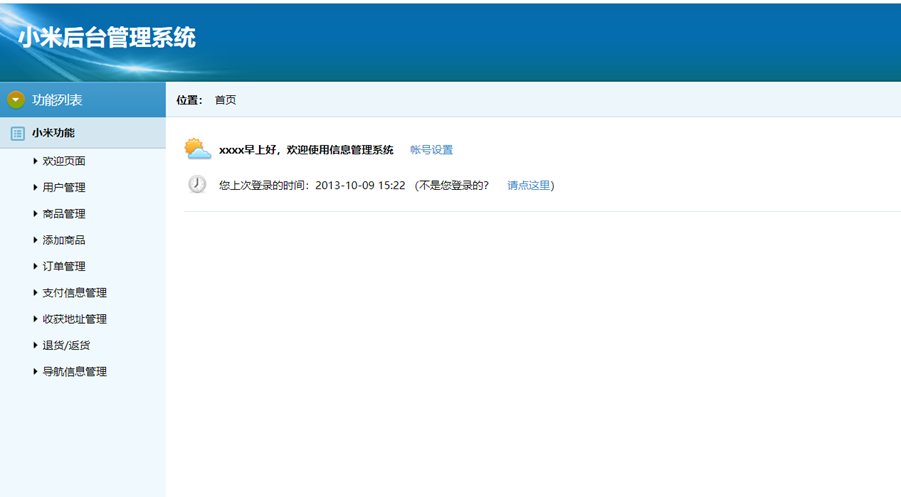 小米后台管理系统
功能列表
位置： 首页
小米功能
欢迎页面
用户管理
商品管理
添加商品
订单管理
支付信息管理
收获地址管理
退货/返货
导航信息管理
xxxx早上好，欢迎使用信息管理系统 帐号设置
您上次登录的时间：2013-10-09 15:22 （不是您登录的？ 请点这里）